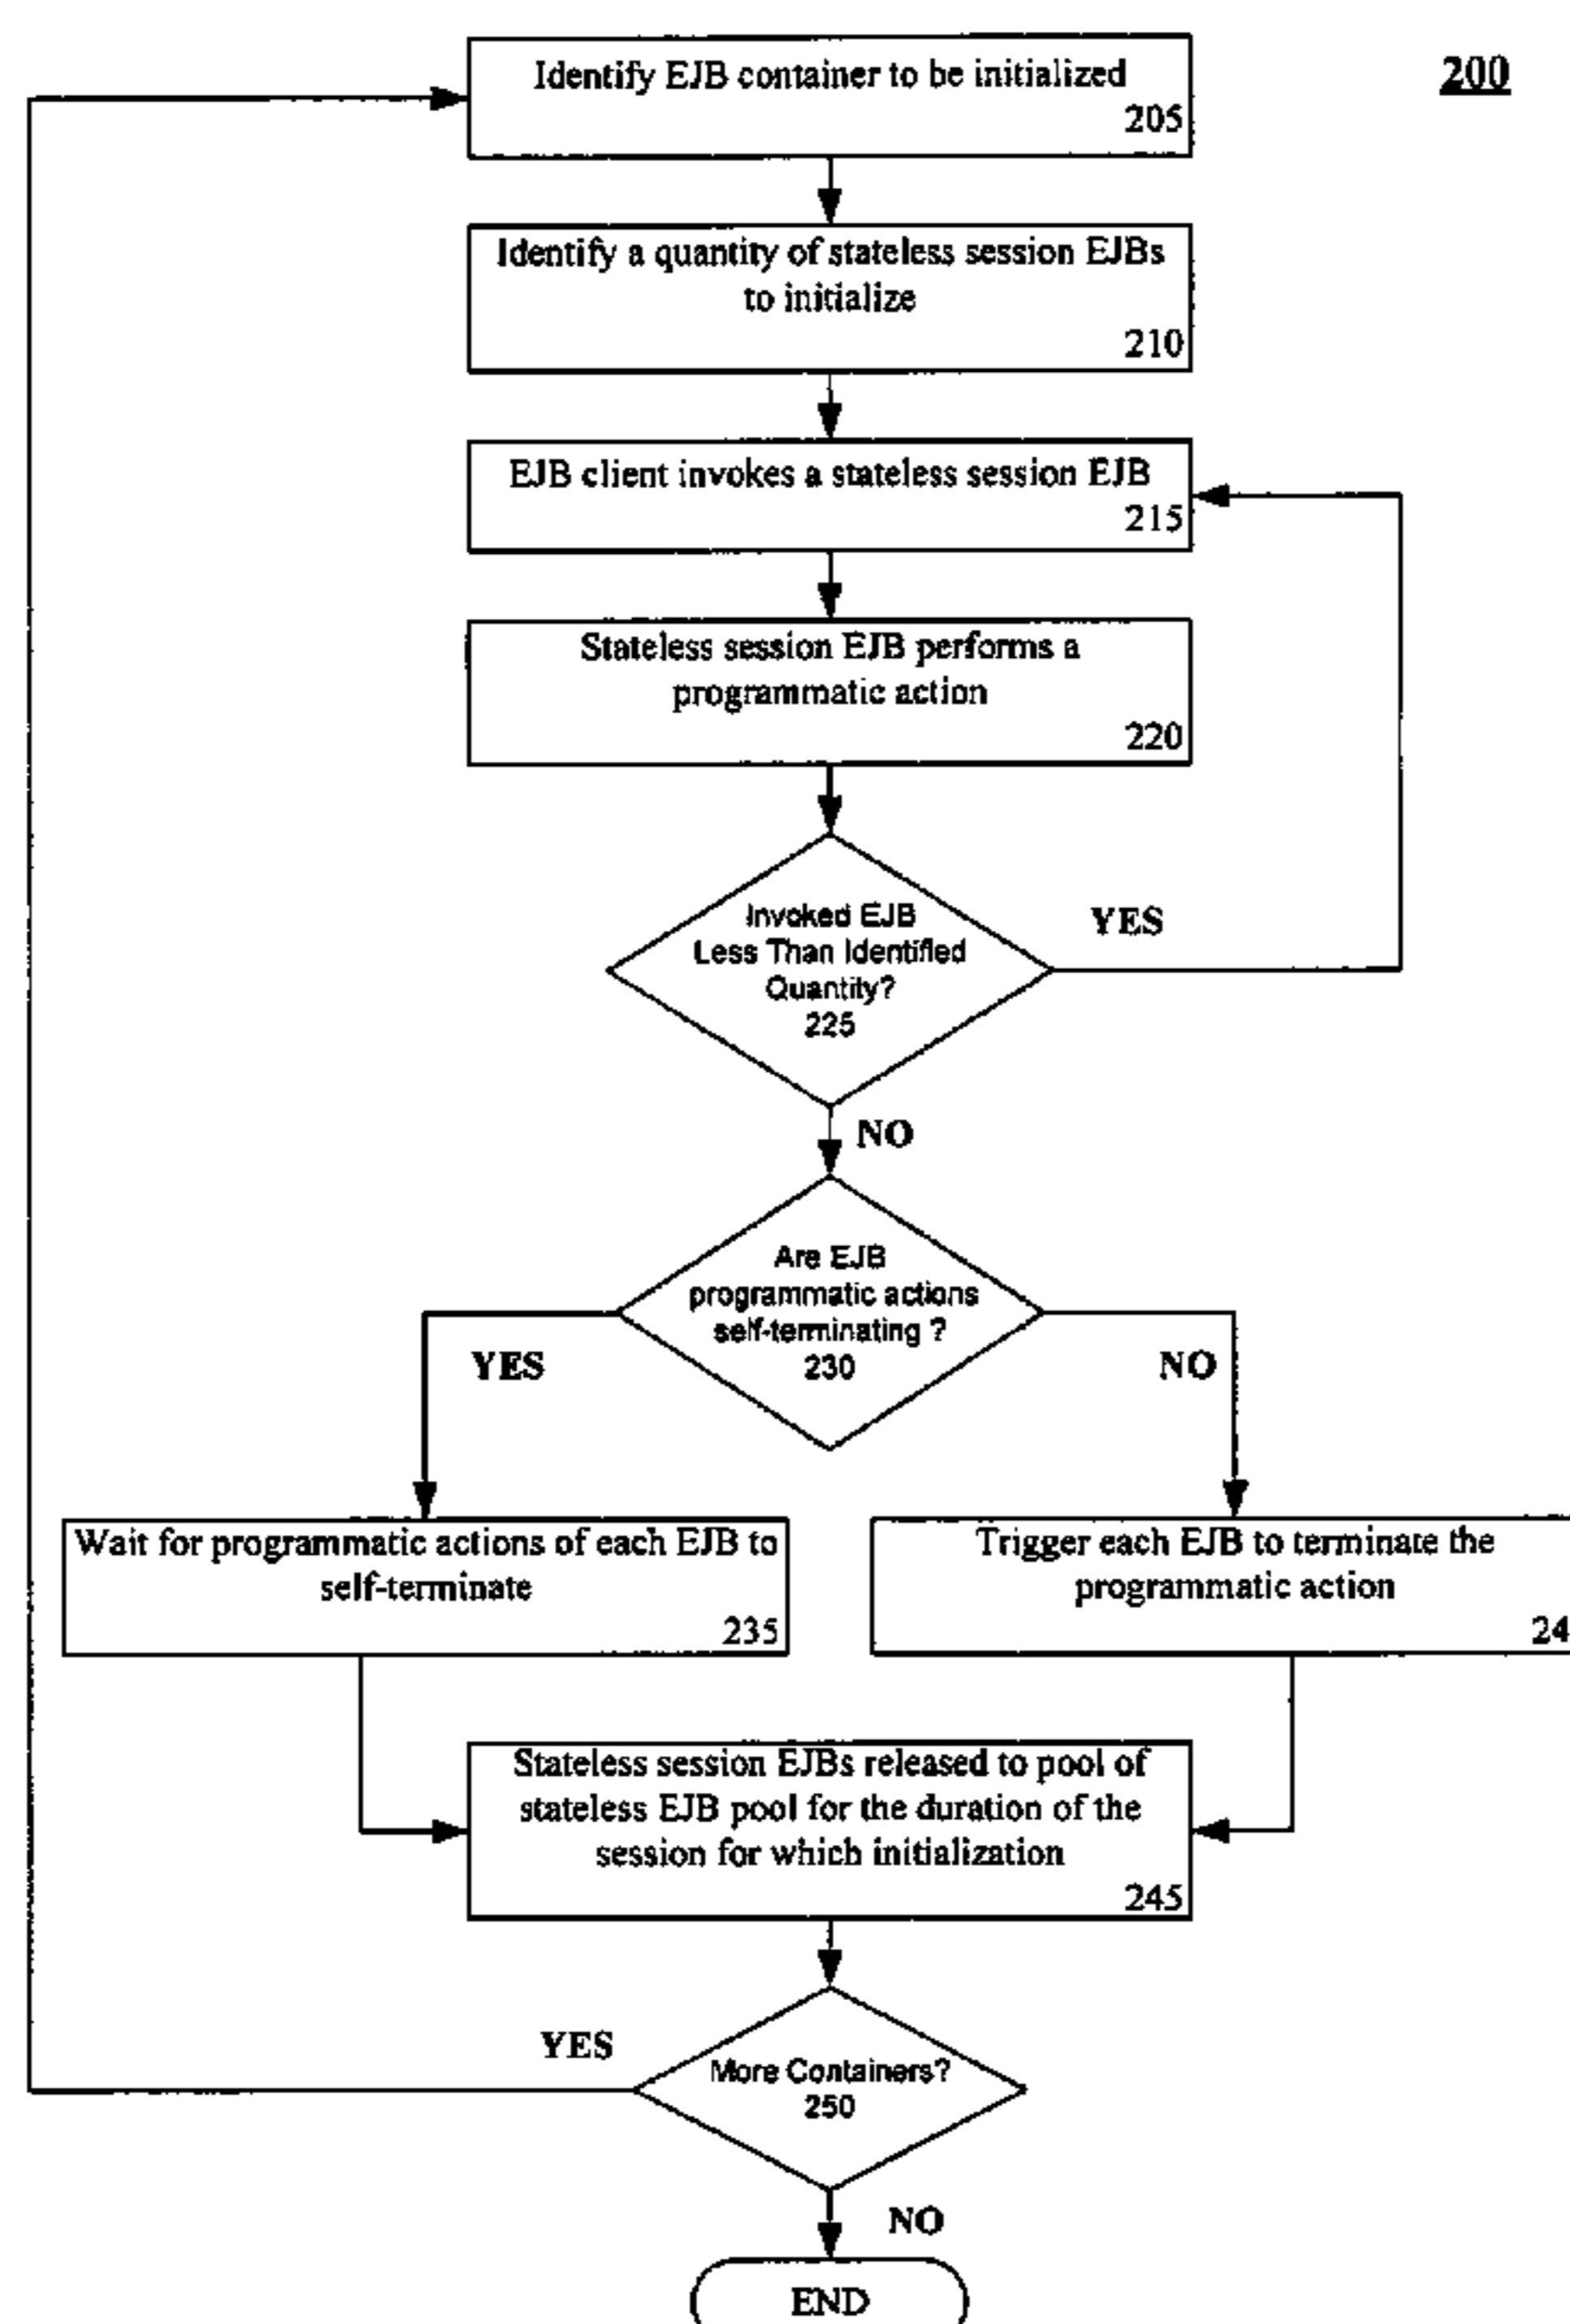 200
Identify EJB container to be initialized
205
Identify a quantity of stateless session EJBs
to initialize
210
EJB client invokes a stateless session EJB
215
Stateless session EJB performs a
programmatic action
220
Invoked EJB
Less Than Identified
Quantity?
225
YES
NO
Are EJB
programmatic actions
self-terminating ?
230
YES
NO
Wait for programmatic actions of each EJB to
self-terminate
235
Trigger each EJB to terminate the
programmatic action
24
Stateless session EJBs released to pool of
stateless EJB pool for the duration of the
session for which initialization
245
More Containers?
250
YES
NO
END